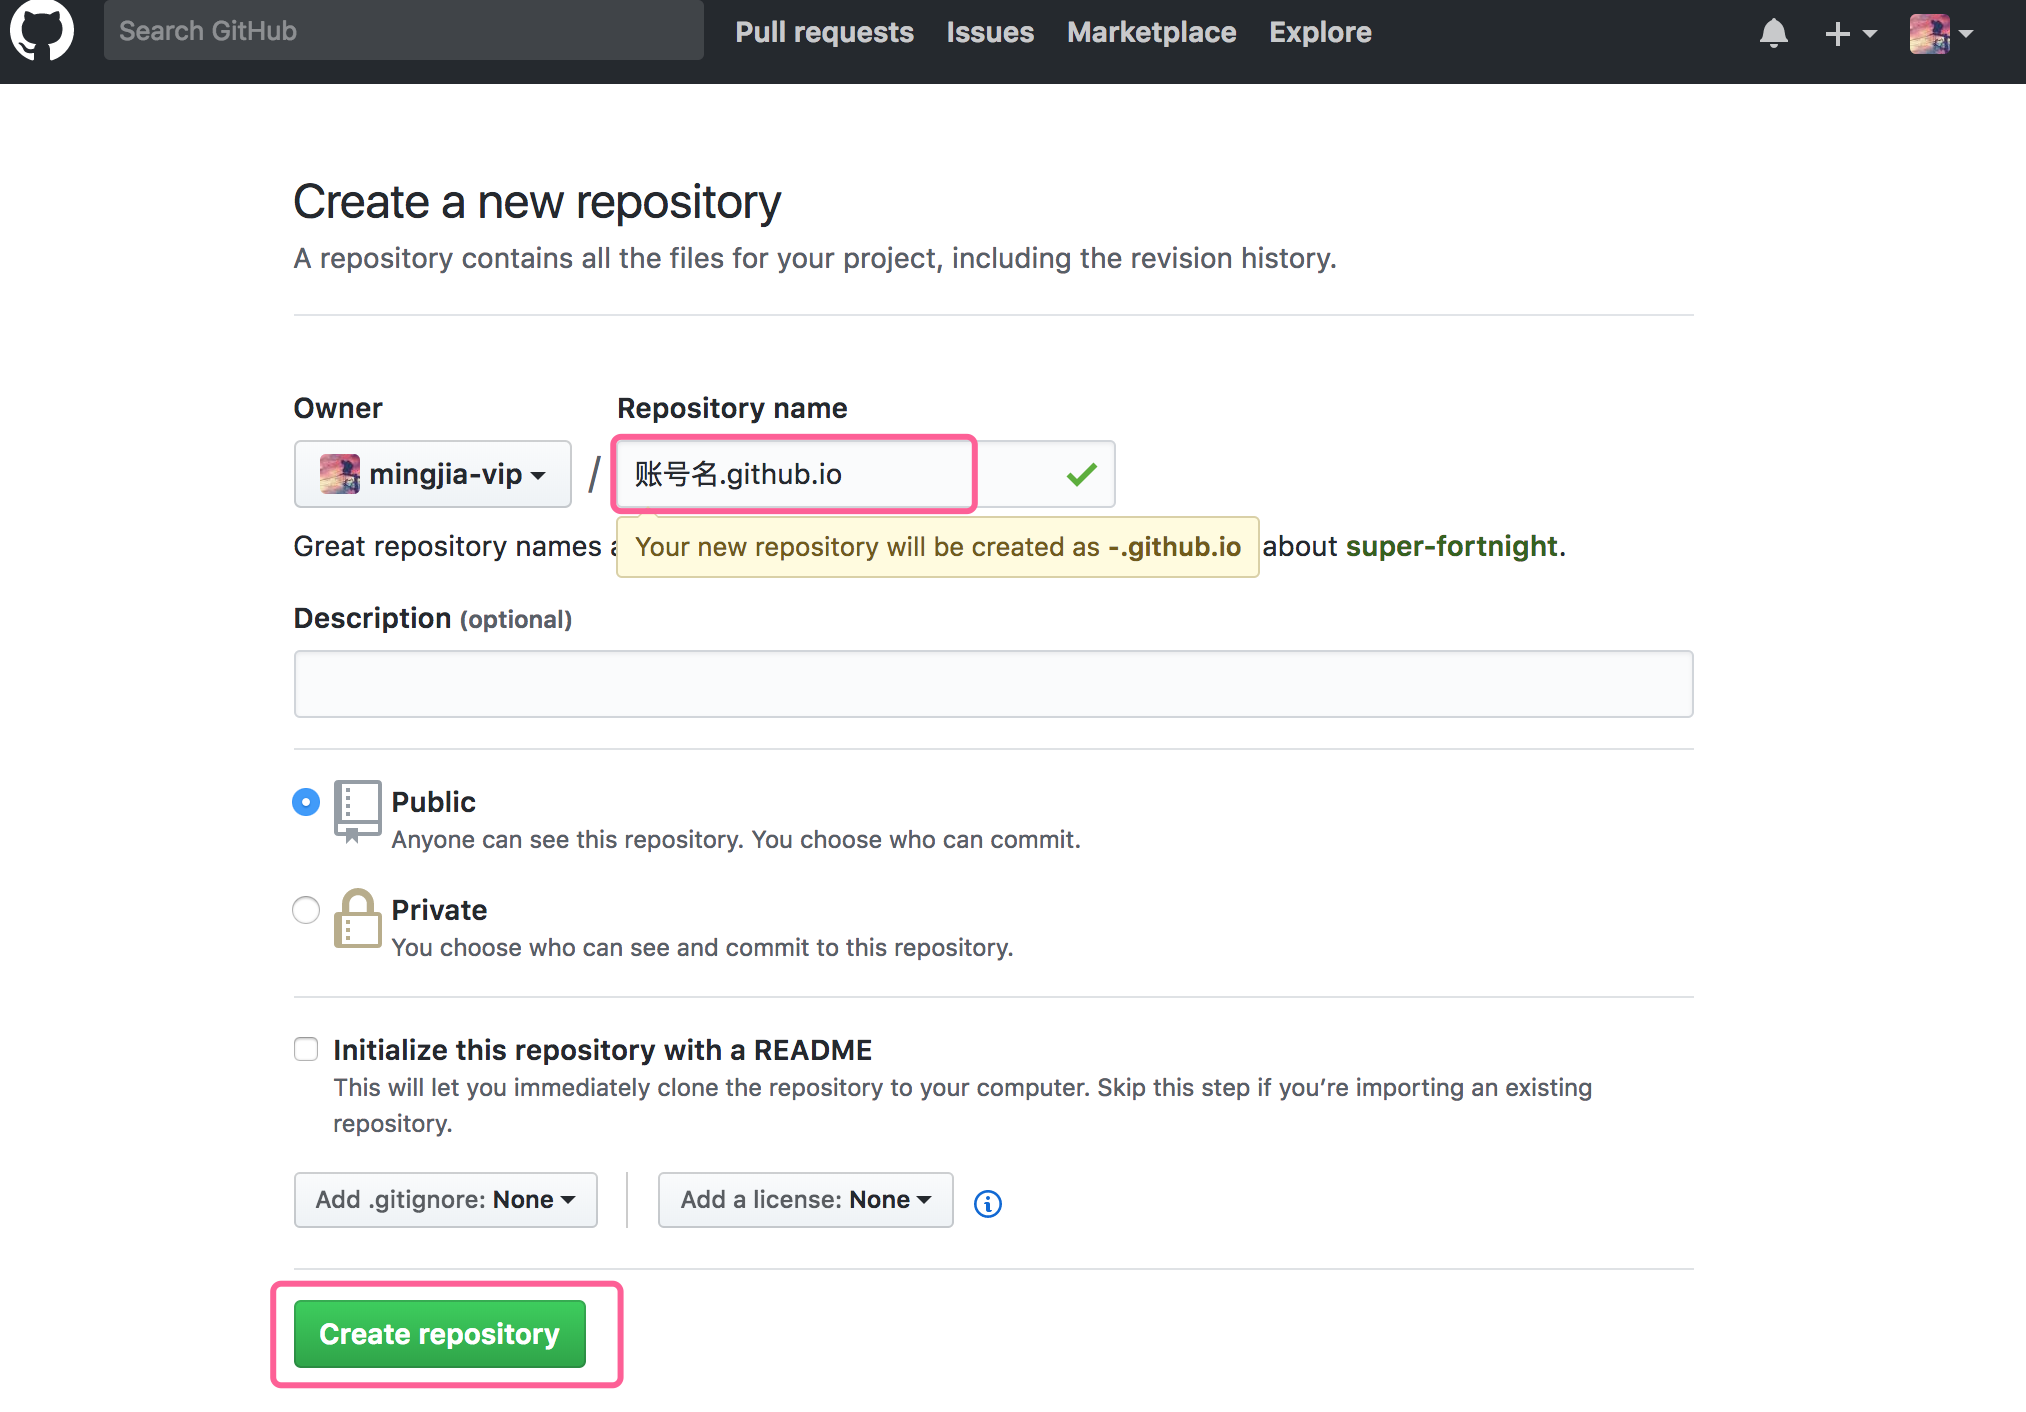 Search GitHub
Pull requests Issues Marketplace Explore
Create a new repository
A repository contains all the files for your project, including the revision history.
Owner
Repository name
mingjia-vip / 账号名.github.io
Great repository names
Your new repository will be created as -.github.io
about super-fortnight.
Description (optional)
Public
Anyone can see this repository. You choose who can commit.
Private
You choose who can see and commit to this repository.
Initialize this repository with a README
This will let you immediately clone the repository to your computer. Skip this step if you’re importing an existing
repository.
Add .gitignore: None
Add a license: None
Create repository